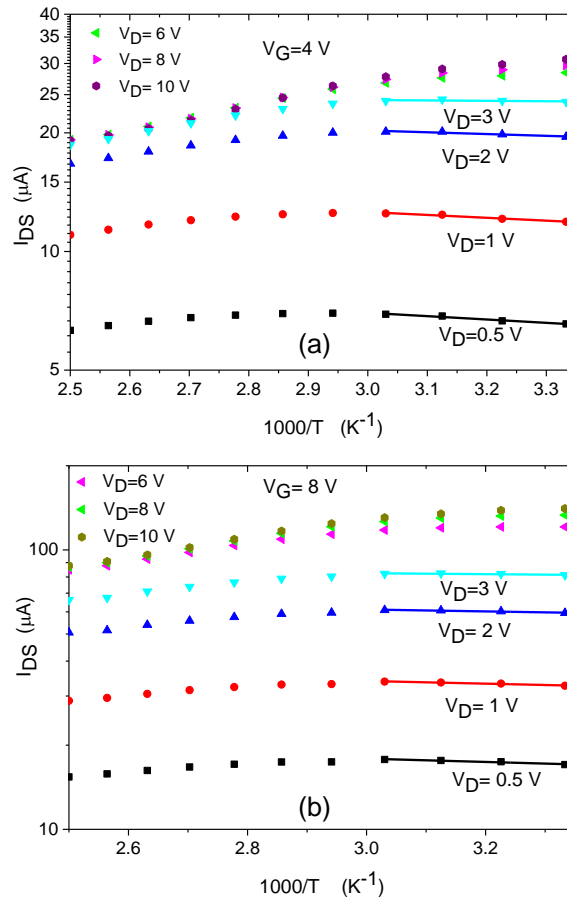 (a)
V_D= 6 V
V_D= 8 V
V_D= 10 V
V_G=4 V
V_D=3 V
V_D=2 V
V_D=1 V
V_D=0.5 V
I_DS (μA)
30
25
20
15
10
5
2.5 2.6 2.7 2.8 2.9 3.0 3.1 3.2 3.3
1000/T (K^-1)
(a)
V_D=6 V
V_D=8 V
V_D=10 V
V_G= 8 V
V_D=3 V
V_D= 2 V
V_D= 1 V
V_D= 0.5 V
I_DS (μA)
100
10
2.6 2.8 3.0 3.2
1000/T (K^-1)
(b)
(b)